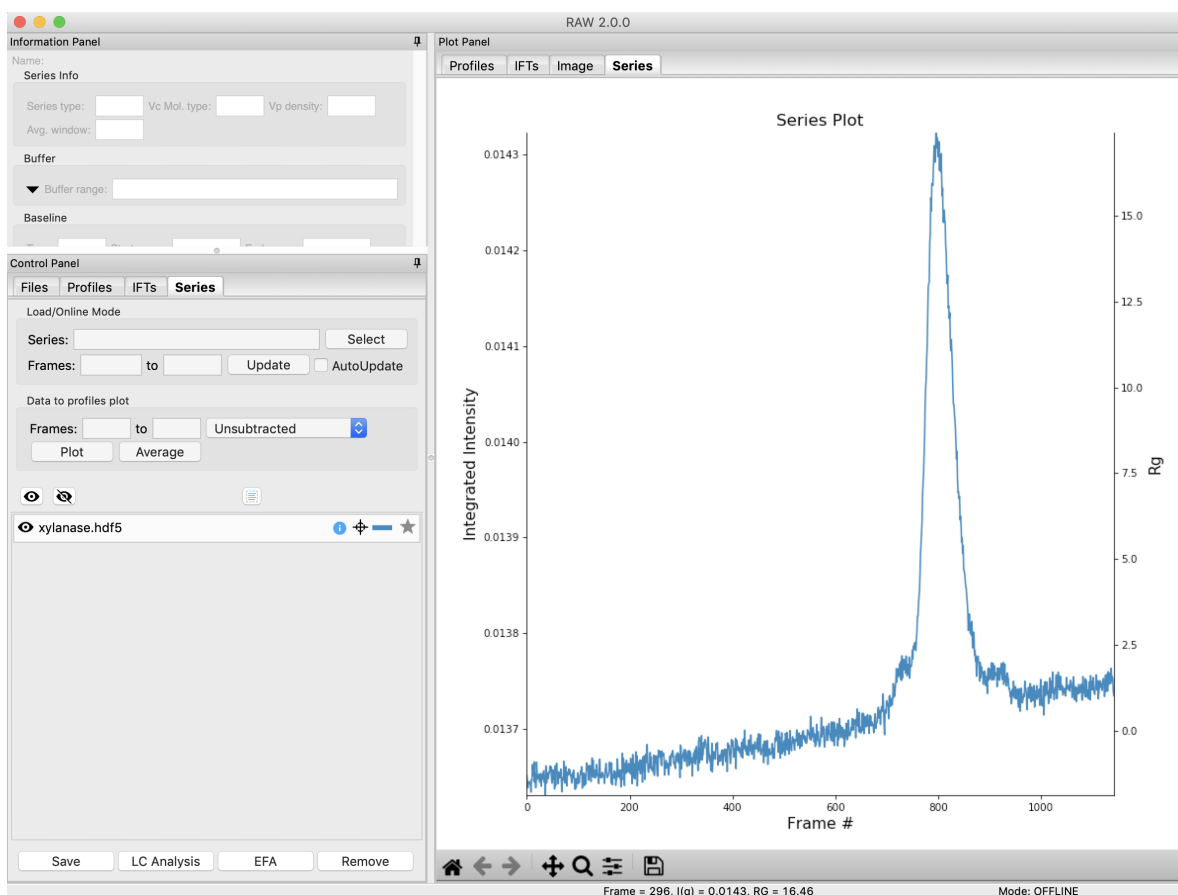 RAW 2.0.0
Information Panel
Name:
Series Info
Series type: Vc Mol. type: Vp density:
Avg. window:
Buffer
Buffer range:
Baseline
Control Panel
Files Profiles IFTs Series
Load/Online Mode
Series: Select
Frames: to Update AutoUpdate
Data to profiles plot
Frames: to Unsubtracted
Plot Average
xylanase.hdf5
Save LC Analysis EFA Remove
Plot Panel
Profiles IFTs Image Series
Series Plot
0.0143
0.0142
0.0141
0.0140
0.0139
0.0138
0.0137
Integrated Intensity
15.0
12.5
10.0
7.5
5.0
2.5
0.0
Rg
0 200 400 600 800 1000
Frame #
Frame = 296, I(q) = 0.0143, RG = 16.46 Mode: OFFLINE